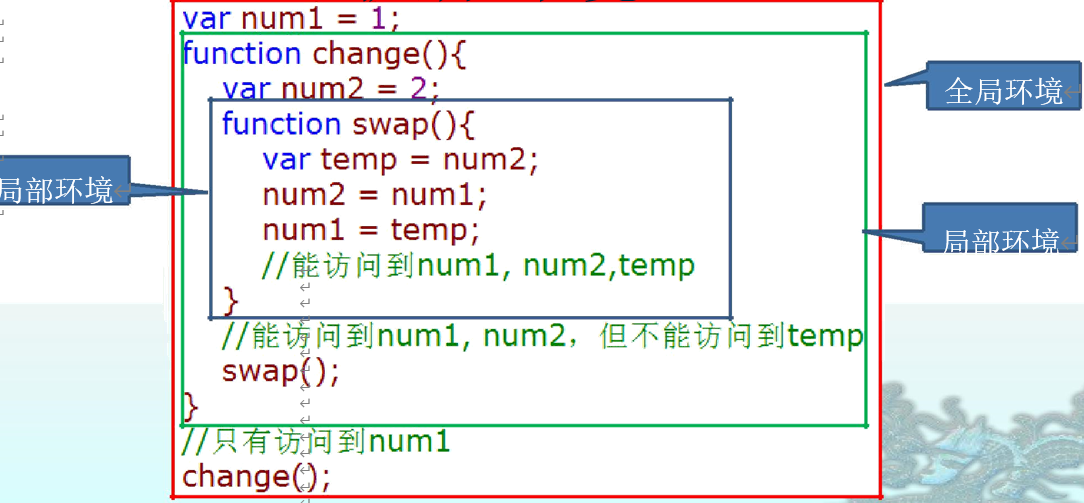 var num1 = 1;
function change(){
var num2 = 2;
function swap(){
var temp = num2;
num2 = num1;
num1 = temp;
//能访问到num1, num2,temp
}
//能访问到num1, num2，但不能访问到temp
swap();
}
//只有访问到num1
change();
全局环境
局部环境
局部环境